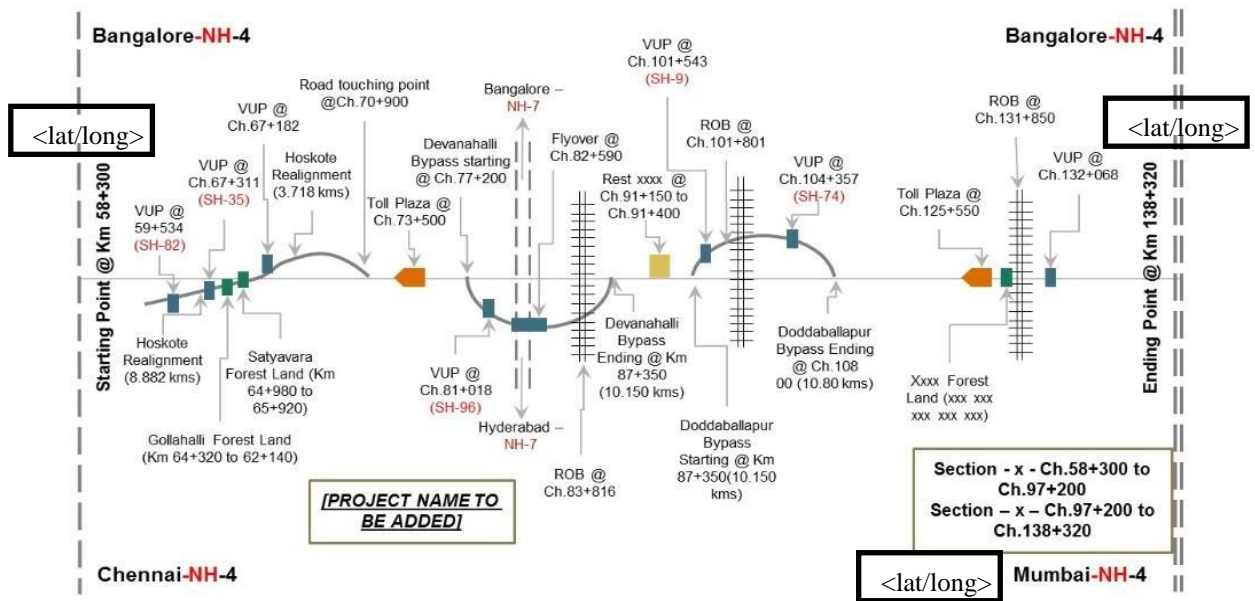 Bangalore-NH-4
Bangalore-NH-4
<lat/long>
<lat/long>
Starting Point @ Km 58+300
Ending Point @ Km 138+320
VUP @
59+534
(SH-82)
VUP @
Ch.67+311
(SH-35)
VUP @
Ch.67+182
Hoskote
Realignment
(3.718 kms)
Road touching point
@Ch.70+900
Toll Plaza @
Ch.73+500
Devanahalli
Bypass starting
@ Ch.77+200
Bangalore –
NH-7
Flyover @
Ch.82+590
Rest xxxx @
Ch.91+150 to
Ch.91+400
VUP @
Ch.101+543
(SH-9)
ROB @
Ch.101+801
VUP @
Ch.104+357
(SH-74)
Toll Plaza @
Ch.125+550
ROB @
Ch.131+850
VUP @
Ch.132+068
Hoskote
Realignment
(8.882 kms)
Satyavara
Forest Land (Km
64+980 to
65+920)
Gollahalli Forest Land
(Km 64+320 to 62+140)
VUP @
Ch.81+018
(SH-96)
Hyderabad –
NH-7
ROB @
Ch.83+816
Devanahalli
Bypass
Ending @ Km
87+350
(10.150 kms)
Doddaballapur
Bypass
Starting @ Km
87+350(10.150
kms)
Doddaballapur
Bypass Ending
@ Ch.108
00 (10.80 kms)
Xxxx Forest
Land (xxx xxx
xxx xxx xxx)
[PROJECT NAME TO
BE ADDED]
Section - x - Ch.58+300 to
Ch.97+200
Section – x – Ch.97+200 to
Ch.138+320
Chennai-NH-4
<lat/long>
Mumbai-NH-4